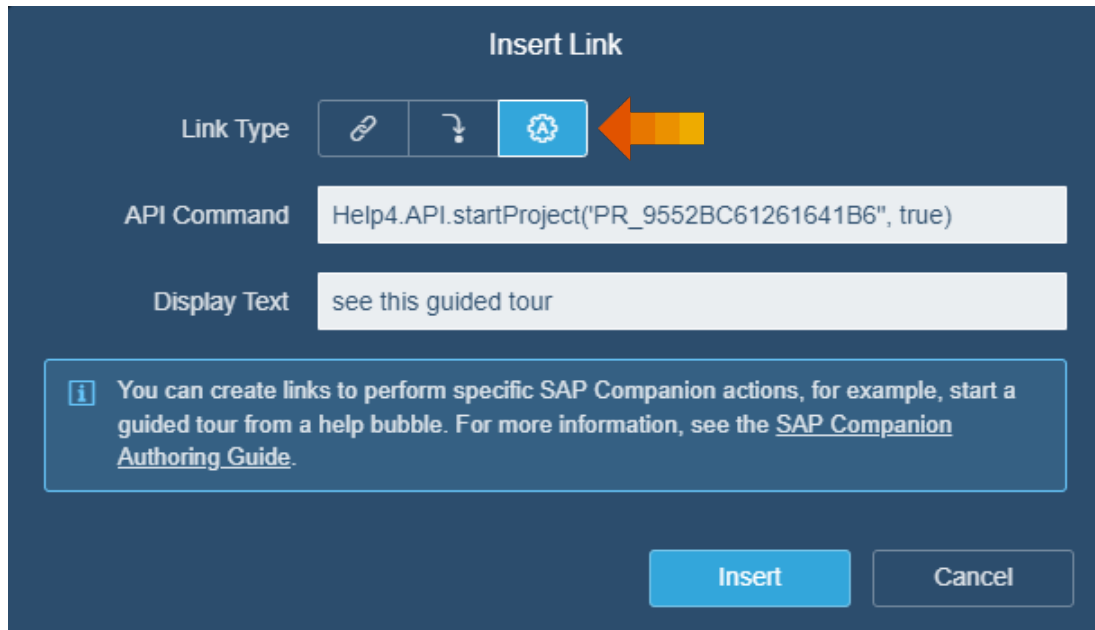 Insert Link
Link Type
API Command
Help4.API.startProject('PR_9552BC61261641B6", true)
Display Text
see this guided tour
You can create links to perform specific SAP Companion actions, for example, start a
guided tour from a help bubble. For more information, see the SAP Companion
Authoring Guide.
Insert
Cancel